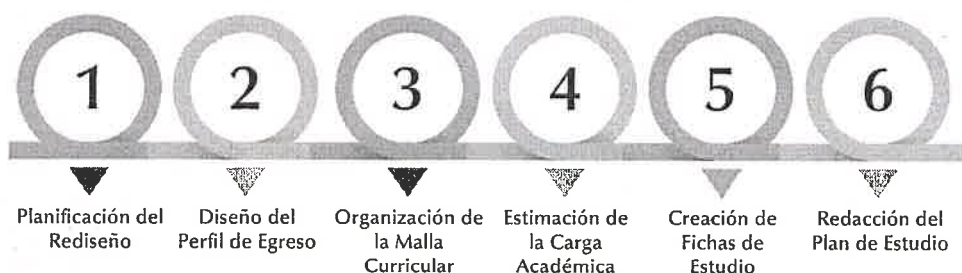 1
2
3
4
5
6
Planificación del
Rediseño
Diseño del
Perfil de Egreso
Organización de
la Malla
Curricular
Estimación de
la Carga
Académica
Creación de
Fichas de
Estudio
Redacción del
Plan de Estudio